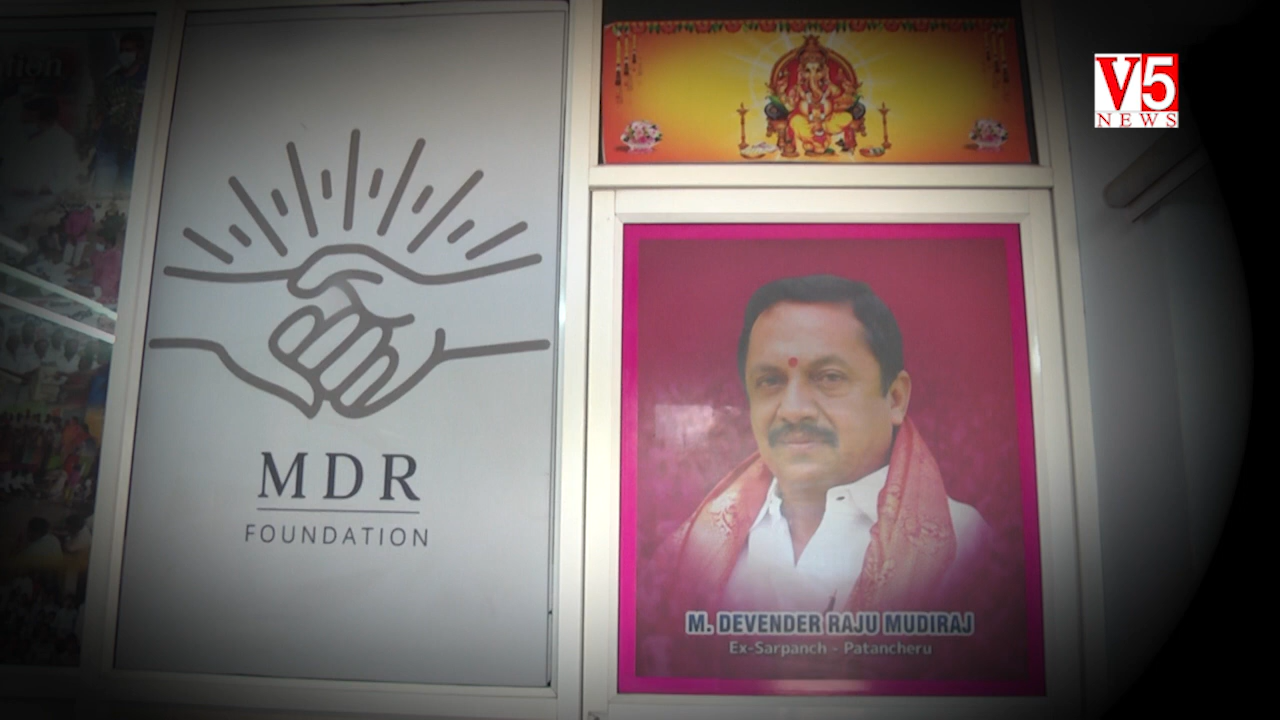 V5
NEWS
MDR
FOUNDATION
M. DEVENDER RAJU MUDIRAJ
Ex-Sarpanch - Patancheru